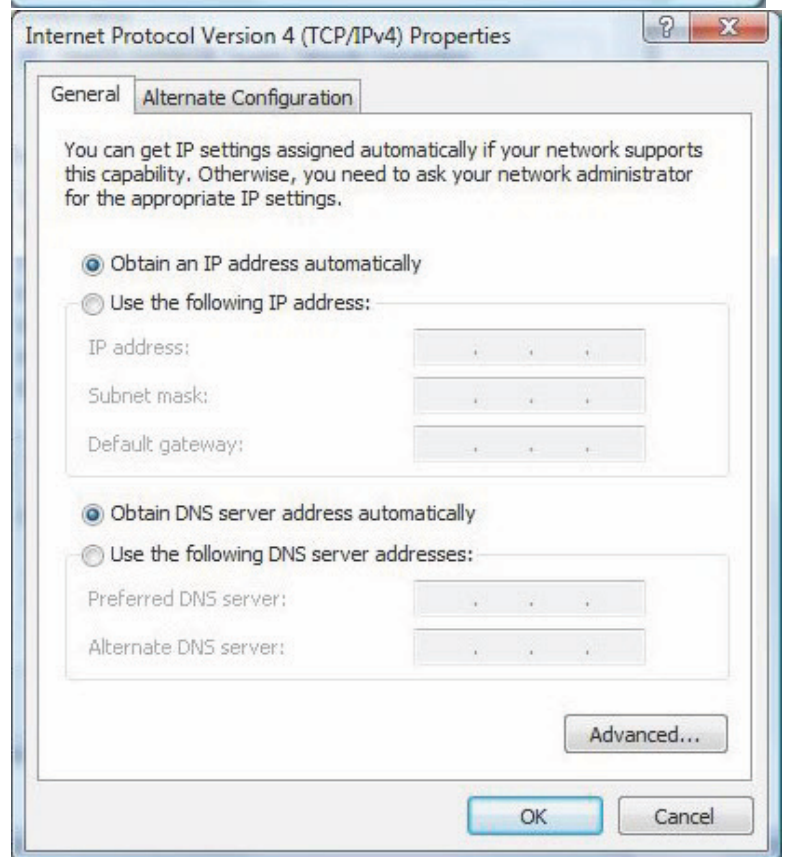 Internet Protocol Version 4 (TCP/IPv4) Properties
General
Alternate Configuration
You can get IP settings assigned automatically if your network supports
this capability. Otherwise, you need to ask your network administrator
for the appropriate IP settings.
Obtain an IP address automatically
Use the following IP address:
IP address:
Subnet mask:
Default gateway:
Obtain DNS server address automatically
Use the following DNS server addresses:
Preferred DNS server:
Alternate DNS server:
Advanced...
OK
Cancel